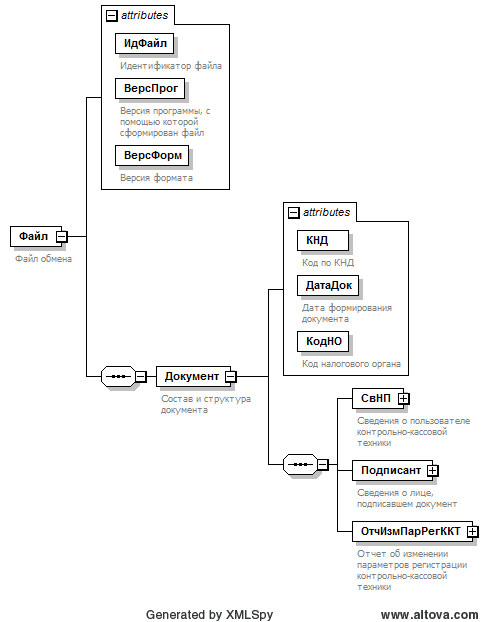 attributes
ИдФайл
Идентификатор файла
ВерсПрог
Версия программы, с
помощью которой
сформирован файл
ВерсФорм
Версия формата
Файл
Файл обмена
Документ
Состав и структура
документа
attributes
КНД
Код по КНД
ДатаДок
Дата формирования
документа
КодНО
Код налогового органа
СвНП
Сведения о пользователе
контрольно-кассовой
техники
Подписант
Сведения о лице,
подписавшем документ
ОтчИзмПарРегККТ
Отчет об изменении
параметров регистрации
контрольно-кассовой
техники
Generated by XMLSpy
www.altova.com